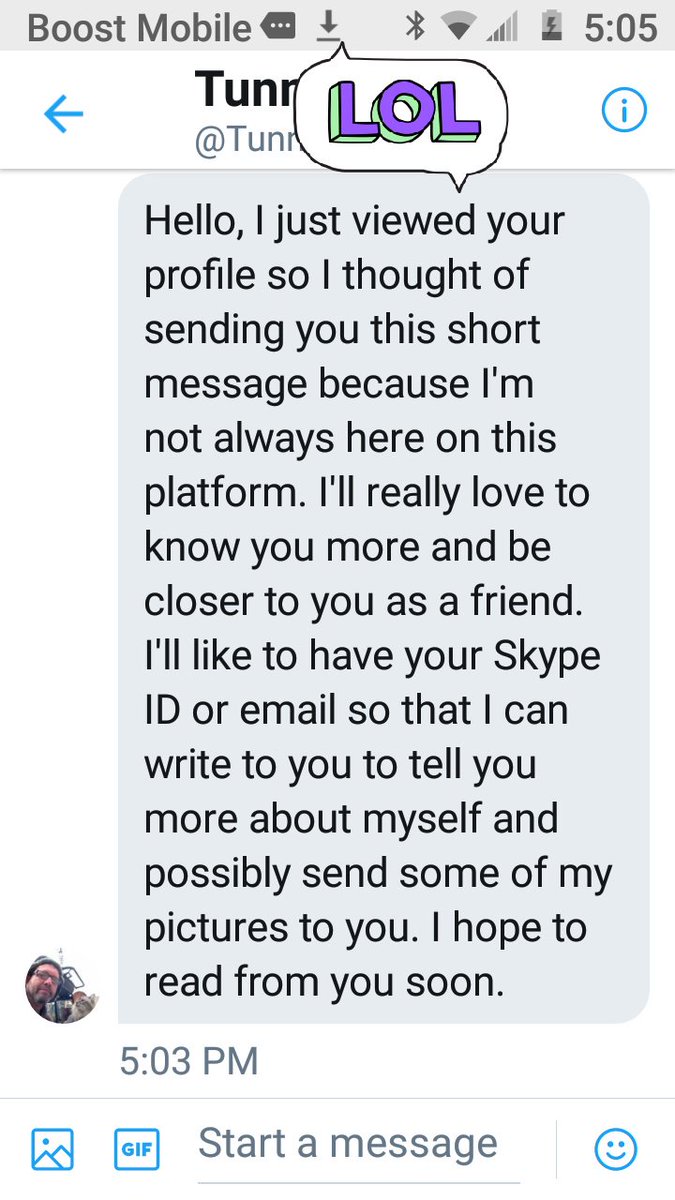 Boost Mobile 5:05
LOL
Hello, I just viewed your
profile so I thought of
sending you this short
message because I'm
not always here on this
platform. I'll really love to
know you more and be
closer to you as a friend.
I'll like to have your Skype
ID or email so that I can
write to you to tell you
more about myself and
possibly send some of my
pictures to you. I hope to
read from you soon.
5:03 PM
GIF Start a message